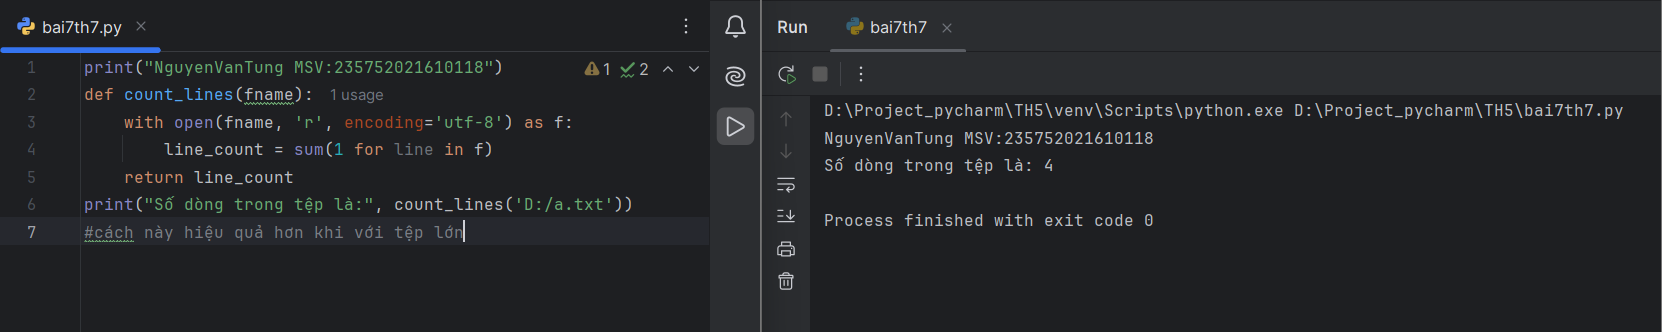 bai7th7.py
1 print("NguyenVanTung MSV:235752021610118") 1 2
2 def count_lines(fname): 1 usage
3 with open(fname, 'r', encoding='utf-8') as f:
4 line_count = sum(1 for line in f)
5 return line_count
6 print("Số dòng trong tệp là:", count_lines('D:/a.txt'))
7 #cách này hiệu quả hơn khi với tệp lớn
Run bai7th7
D:\Project_pycharm\TH5\venv\Scripts\python.exe D:\Project_pycharm\TH5\bai7th7.py
NguyenVanTung MSV:235752021610118
Số dòng trong tệp là: 4
Process finished with exit code 0